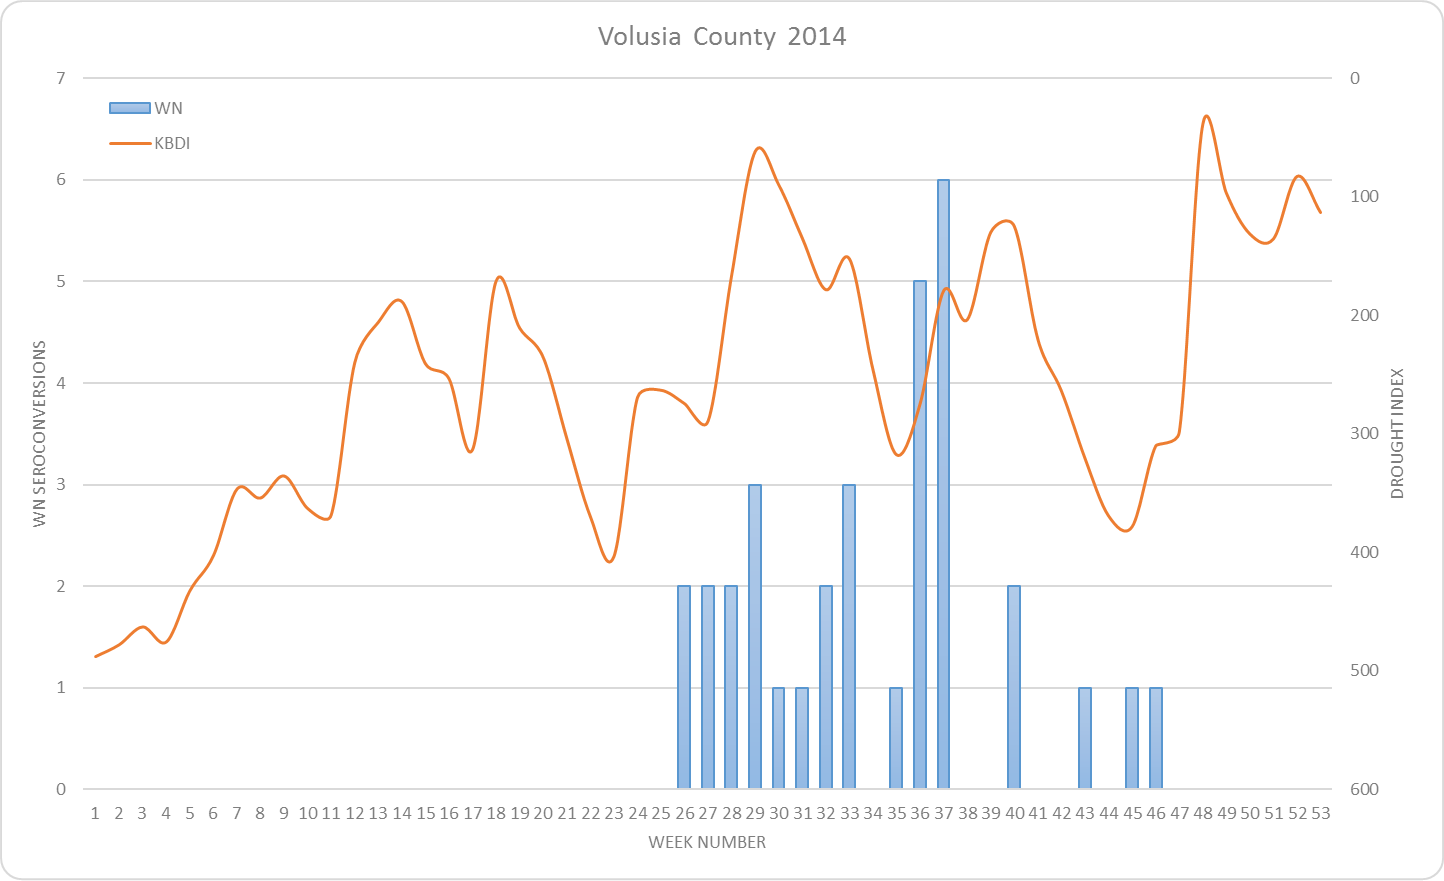 Volusia County 2014
WN
KBDI
7
6
5
4
3
2
1
0
WN SEROCONVERSIONS
0
100
200
300
400
500
600
DROUGHT INDEX
1 2 3 4 5 6 7 8 9 10 11 12 13 14 15 16 17 18 19 20 21 22 23 24 25 26 27 28 29 30 31 32 33 34 35 36 37 38 39 40 41 42 43 44 45 46 47 48 49 50 51 52 53
WEEK NUMBER